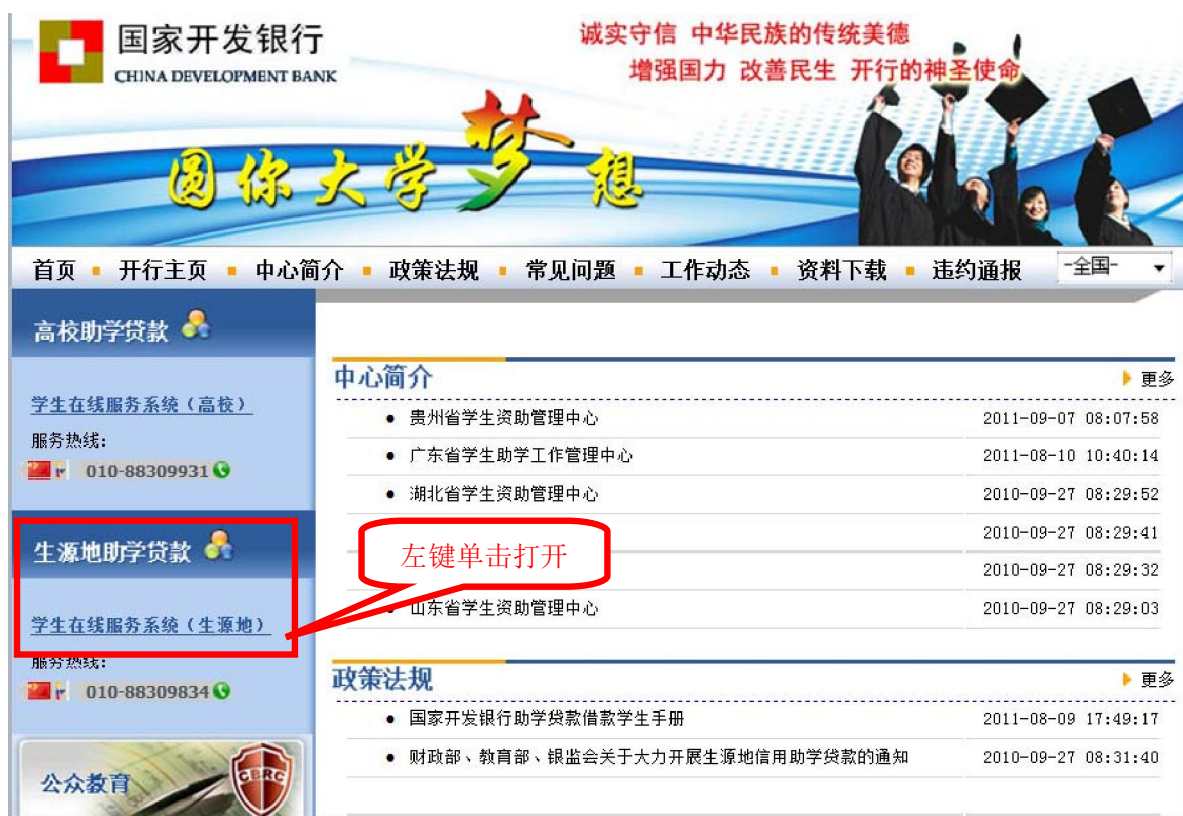 国家开发银行
CHINA DEVELOPMENT BANK
诚实守信 中华民族的传统美德
增强国力 改善民生 开行的神圣使命
圆你大学梦想
首页 开行主页 中心简介 政策法规 常见问题 工作动态 资料下载 违约通报 -全国-
高校助学贷款
学生在线服务系统（高校）
服务热线:
010-88309931
生源地助学贷款
学生在线服务系统（生源地）
服务热线:
010-88309834
公众教育
CBRC
中心简介 更多
贵州省学生资助管理中心 2011-09-07 08:07:58
广东省学生助学工作管理中心 2011-08-10 10:40:14
湖北省学生资助管理中心 2010-09-27 08:29:52
2010-09-27 08:29:41
左键单击打开
2010-09-27 08:29:32
山东省学生资助管理中心 2010-09-27 08:29:03
政策法规 更多
国家开发银行助学贷款借款学生手册 2011-08-09 17:49:17
财政部、教育部、银监会关于大力开展生源地信用助学贷款的通知 2010-09-27 08:31:40